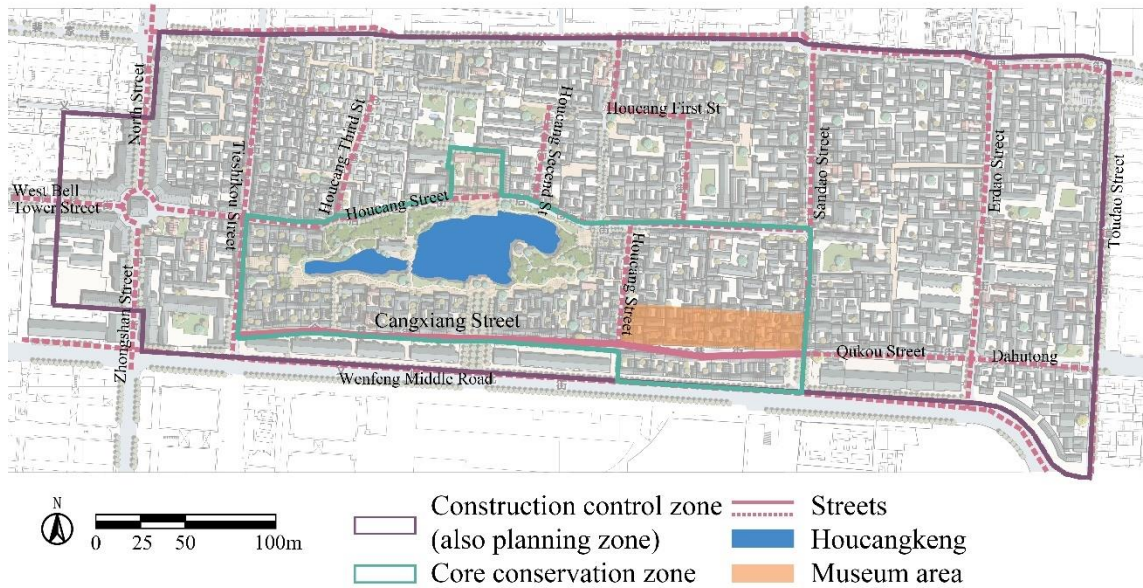 North Street
Houcang Third St
Houcang Second St
Houcang First St
West Bell
Tower Street
Tieshikou Street
Houcang Street
Sandao Street
Erdao Street
Toudao Street
Zhongshan Street
Cangxiang Street
Houcang Street
Qukou Street
Dahutong
Wenfeng Middle Road
N
0 25 50 100m
Construction control zone
(also planning zone)
Core conservation zone
Streets
Houcangkeng
Museum area